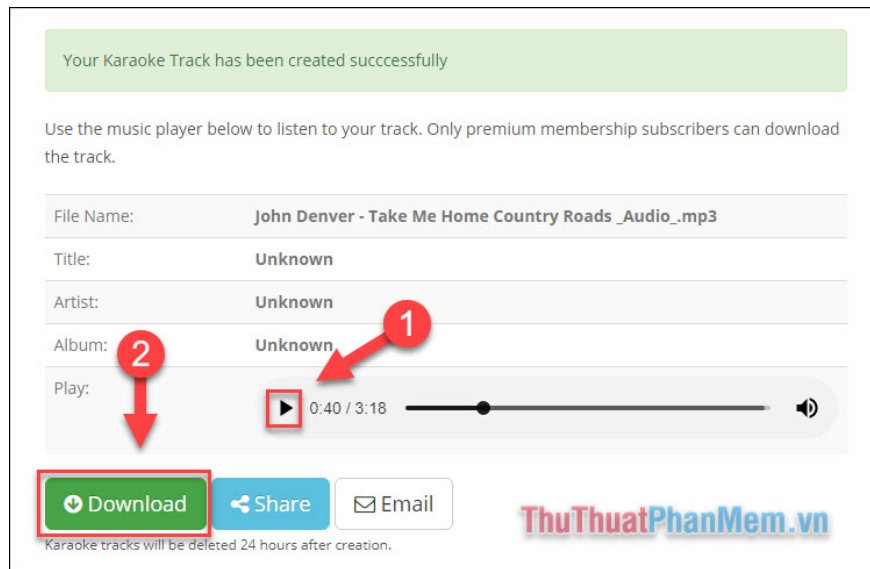 Your Karaoke Track has been created succcessfully
Use the music player below to listen to your track. Only premium membership subscribers can download
the track.
File Name: John Denver - Take Me Home Country Roads _Audio_.mp3
Title: Unknown
Artist: Unknown
1
Album: Unknown
2
Play:
0:40 / 3:18
Download Share Email
ThuThuatPhanMem.vn
Karaoke tracks will be deleted 24 hours after creation.